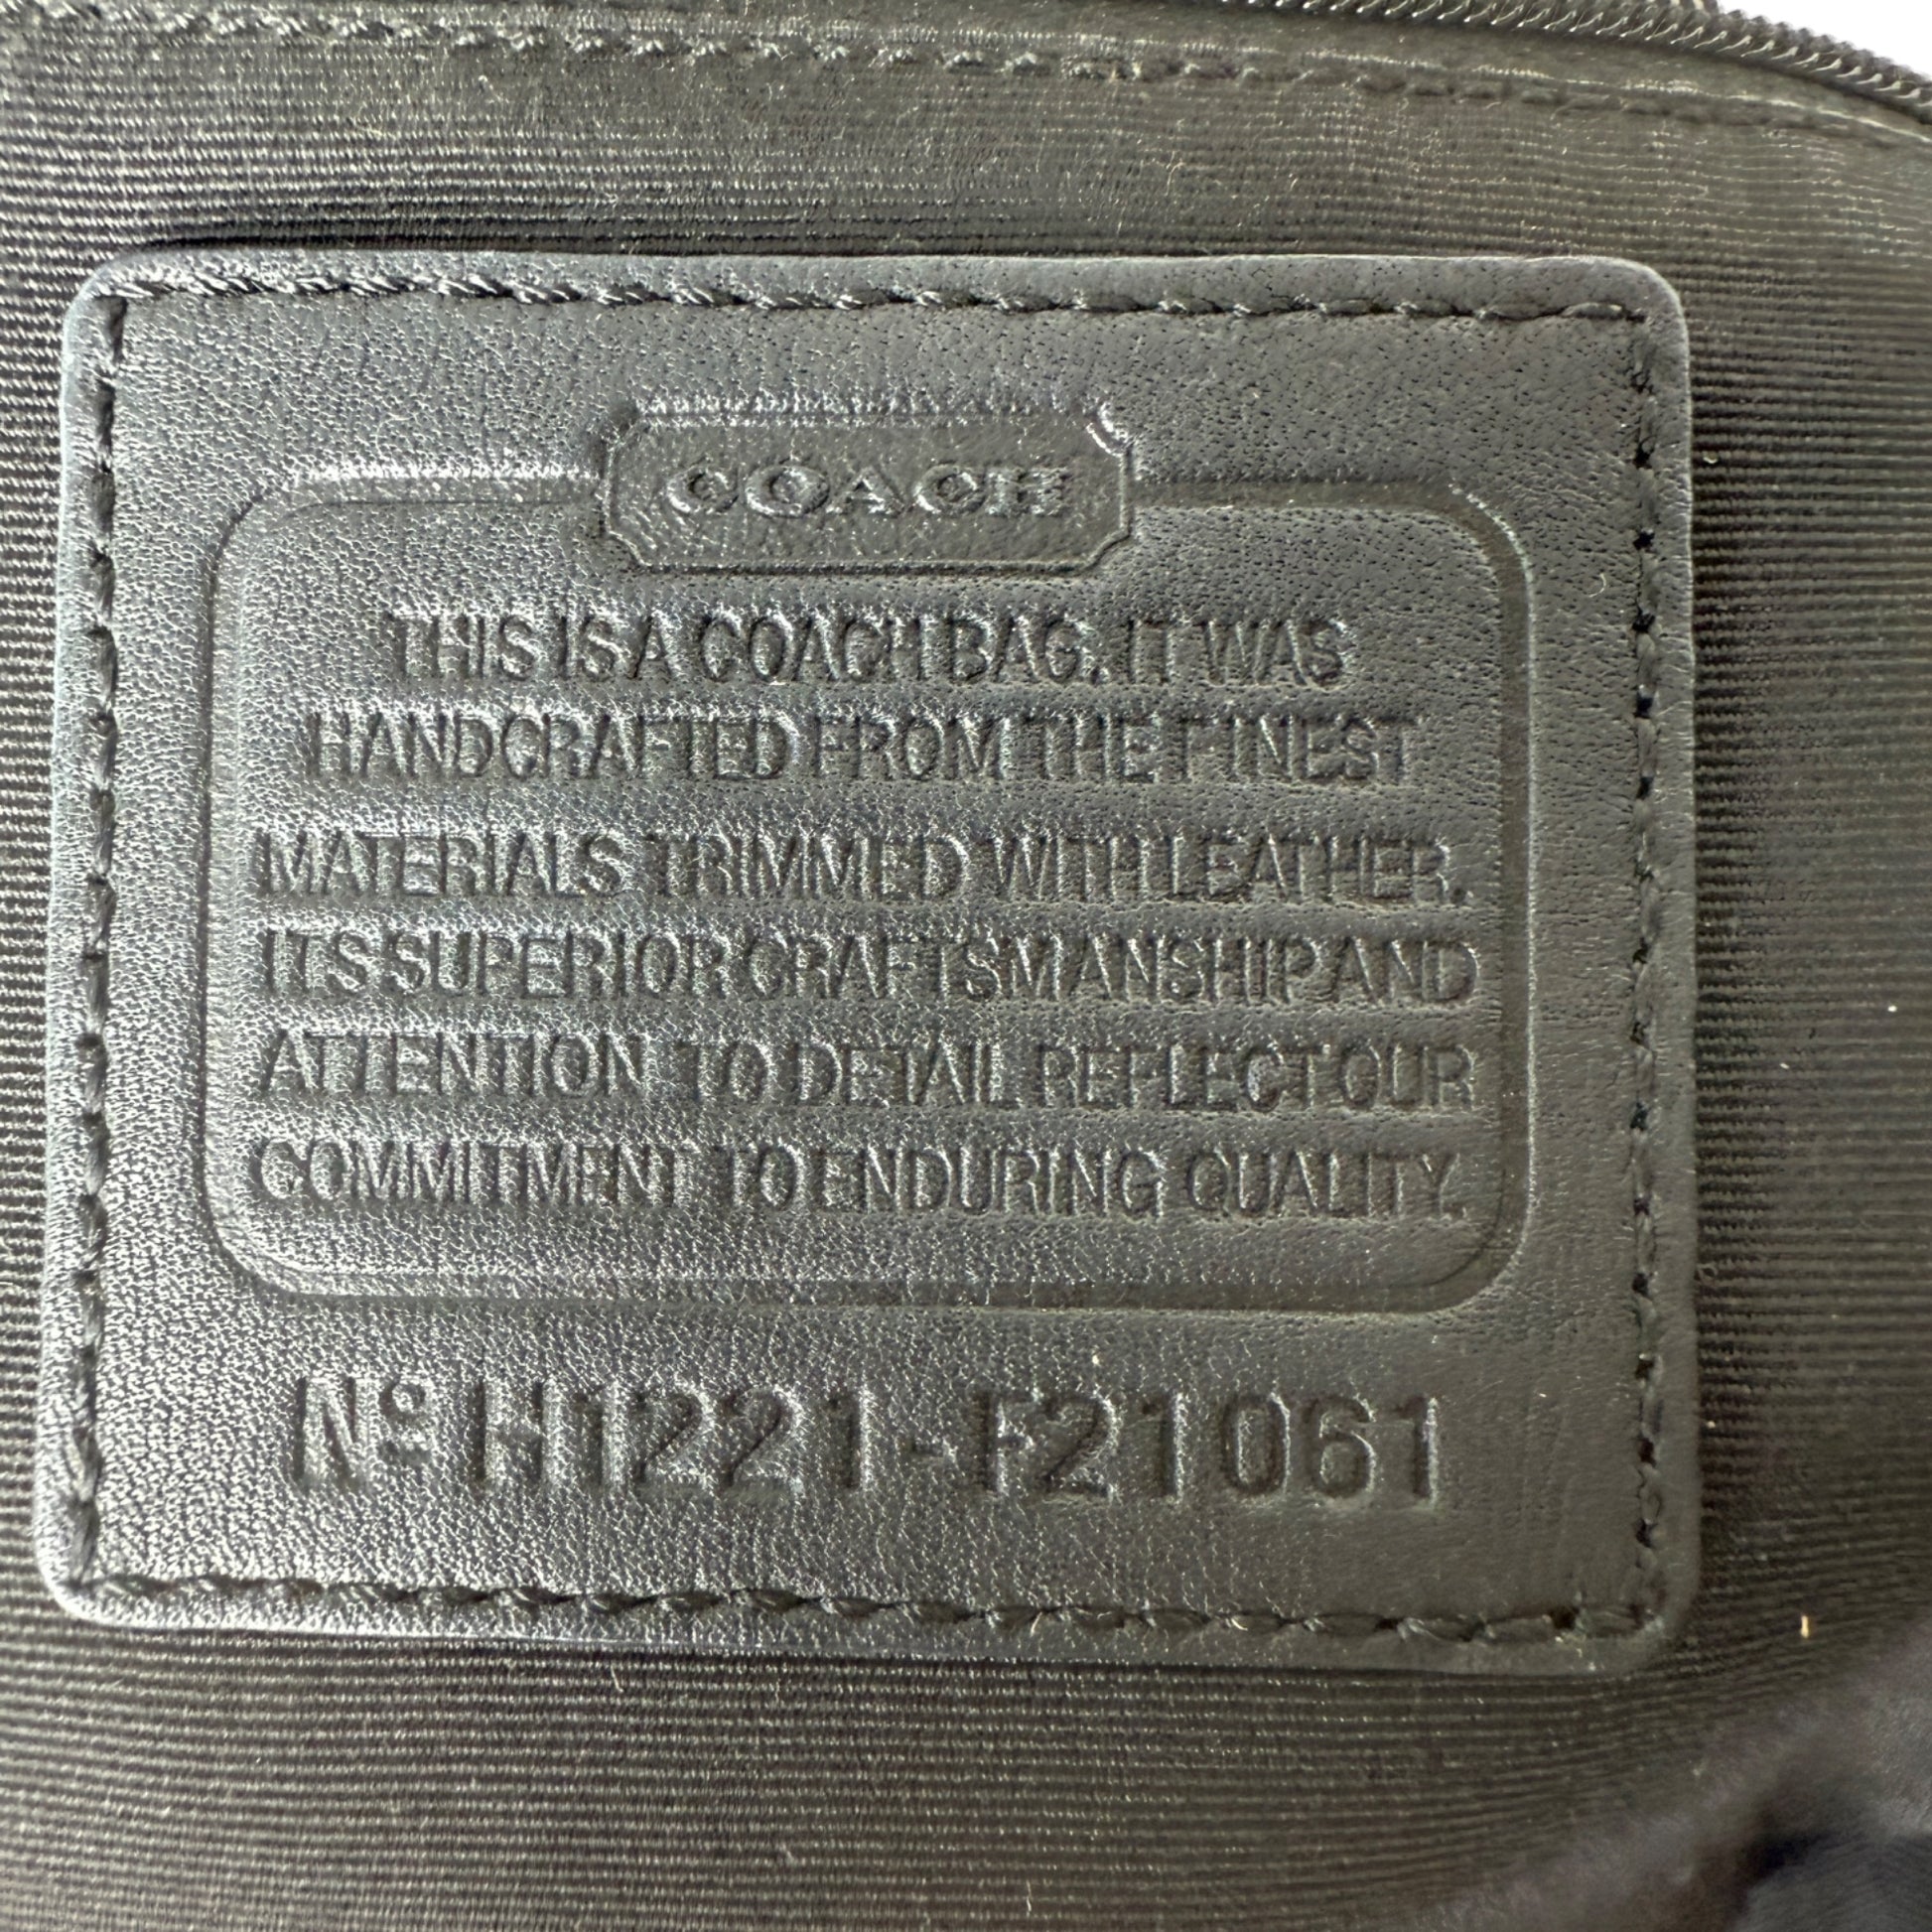 COACH
THIS IS A COACH BAG. IT WAS
HANDCRAFTED FROM THE FINEST
MATERIALS TRIMMED WITH LEATHER.
ITS SUPERIOR CRAFTSMANSHIP AND
ATTENTION TO DETAIL REFLECT OUR
COMMITMENT TO ENDURING QUALITY.
Nº H1221-F21061